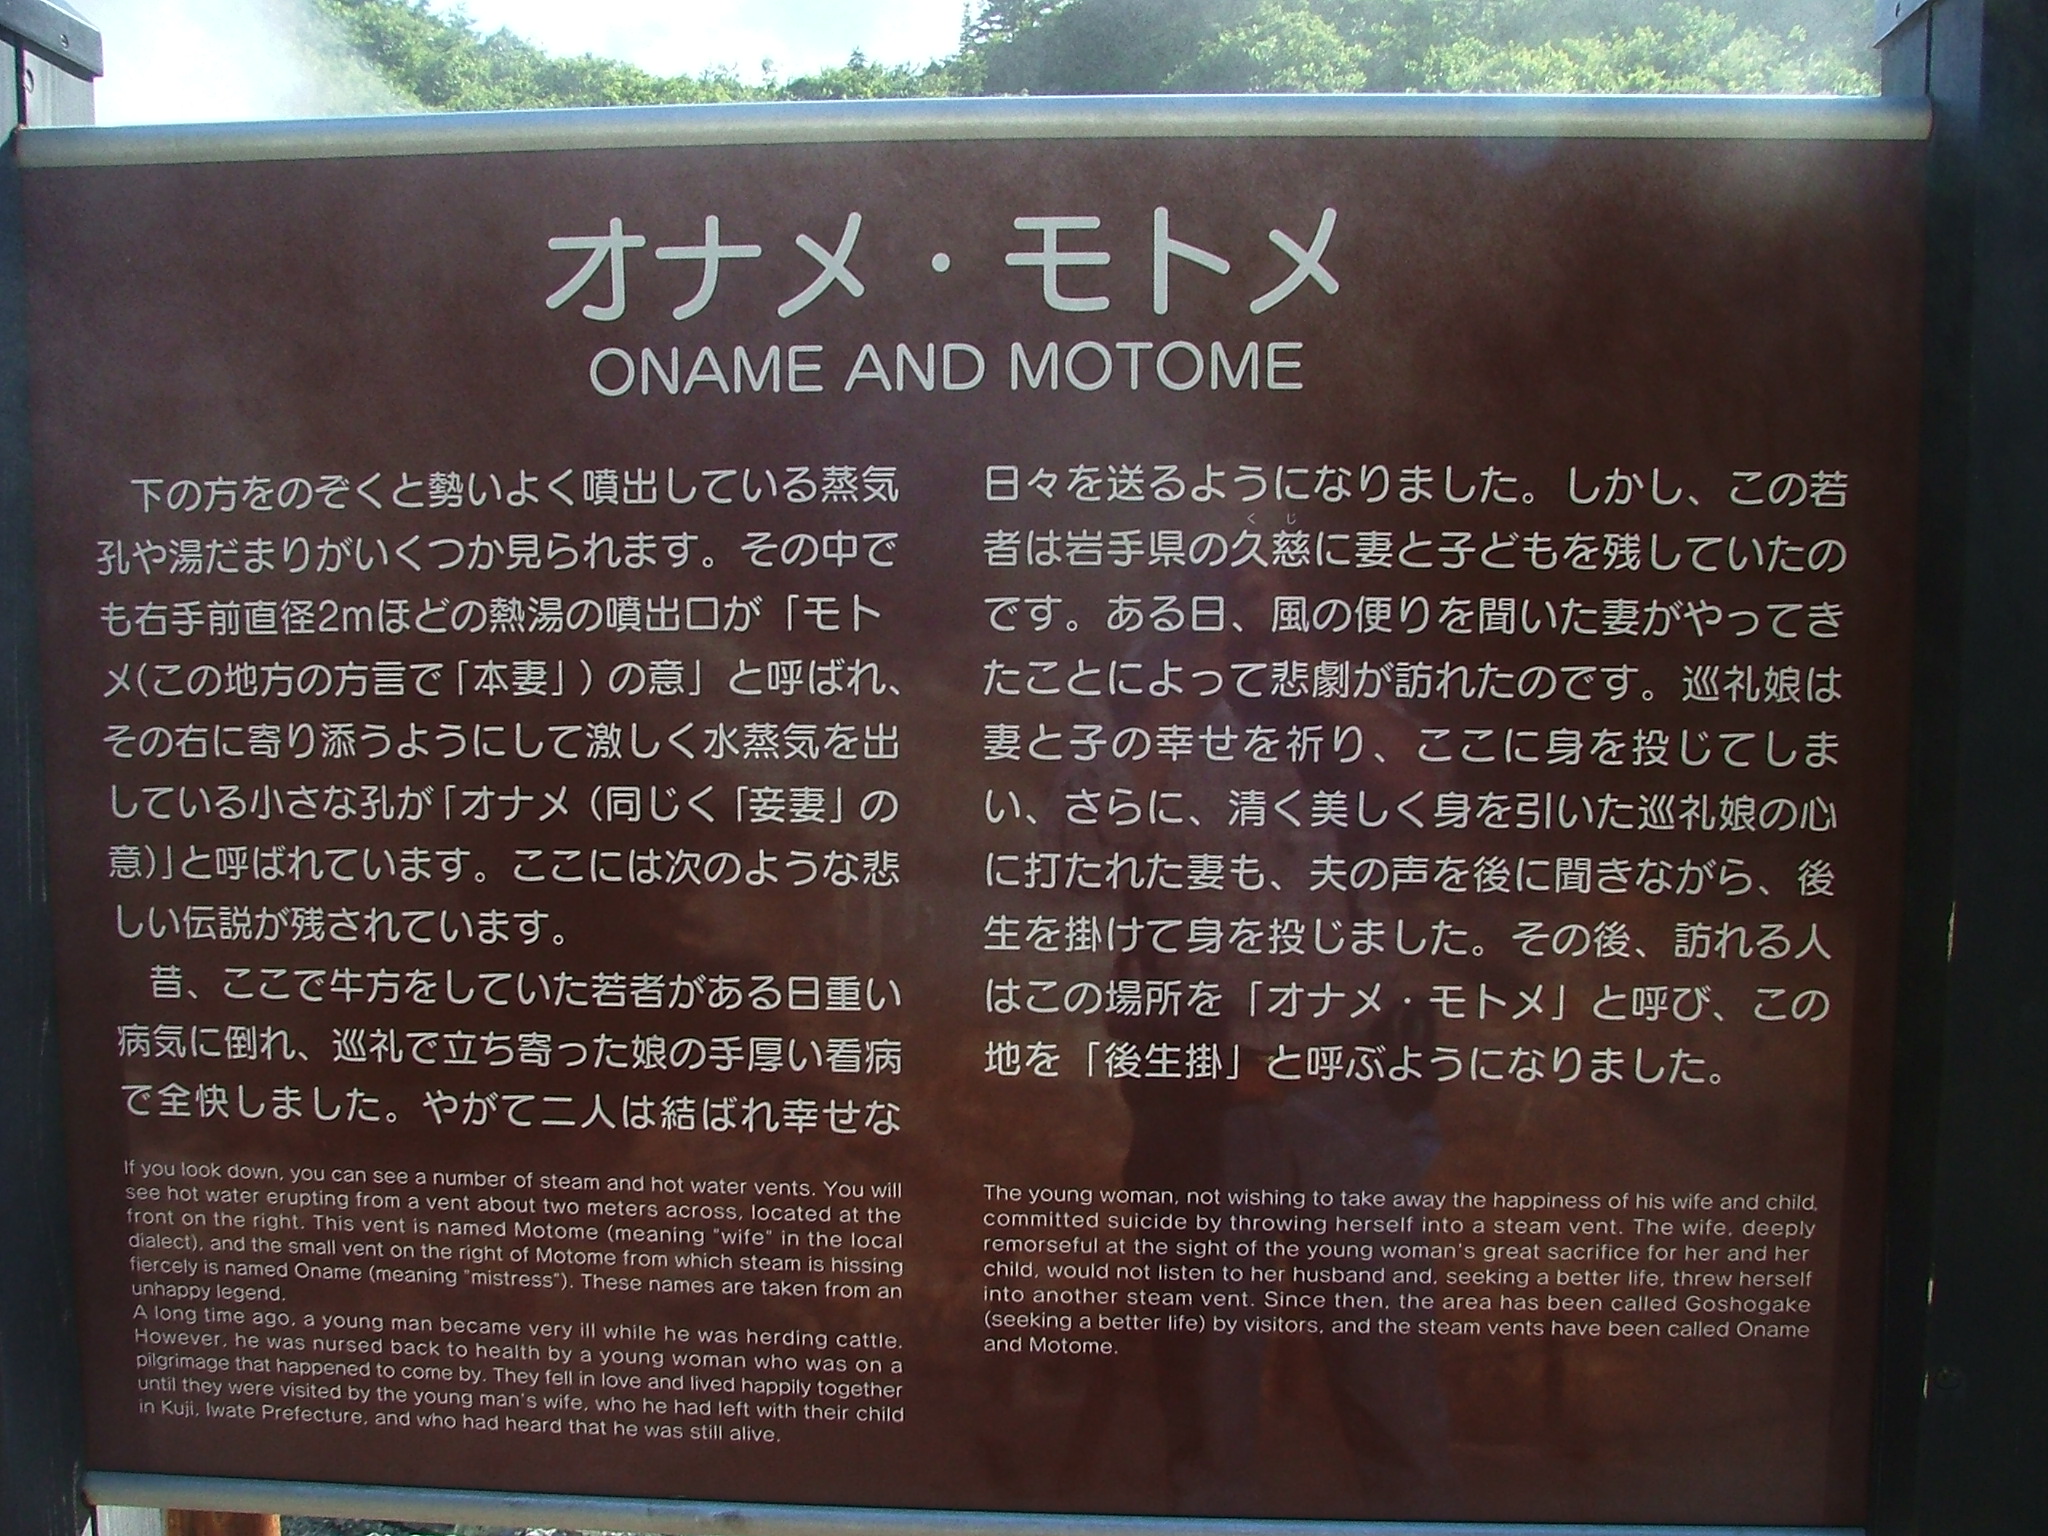 オナメ・モトメ
ONAME AND MOTOME
下の方をのぞくと勢いよく噴出している蒸気
孔や湯だまりがいくつか見られます。その中で
も右手前直径2mほどの熱湯の噴出口が「モト
メ(この地方の方言で「本妻」)の意」と呼ばれ、
その右に寄り添うようにして激しく水蒸気を出
している小さな孔が「オナメ(同じく「妾妻」の
意)」と呼ばれています。ここには次のような悲
しい伝説が残されています。
昔、ここで牛方をしていた若者がある日重い
病気に倒れ、巡礼で立ち寄った娘の手厚い看病
で全快しました。やがて二人は結ばれ幸せな
日々を送るようになりました。しかし、この若
くじ
者は岩手県の久慈に妻と子どもを残していたの
です。ある日、風の便りを聞いた妻がやってき
たことによって悲劇が訪れたのです。巡礼娘は
妻と子の幸せを祈り、ここに身を投じてしま
い、さらに、清く美しく身を引いた巡礼娘の心
に打たれた妻も、夫の声を後に聞きながら、後
生を掛けて身を投じました。その後、訪れる人
はこの場所を「オナメ・モトメ」と呼び、この
地を「後生掛」と呼ぶようになりました。
If you look down, you can see a number of steam and hot water vents. You will
see hot water erupting from a vent about two meters across, located at the
front on the right. This vent is named Motome (meaning "wife" in the local
dialect), and the small vent on the right of Motome from which steam is hissing
fiercely is named Oname (meaning "mistress"). These names are taken from an
unhappy legend.
A long time ago, a young man became very ill while he was herding cattle.
However, he was nursed back to health by a young woman who was on a
pilgrimage that happened to come by. They fell in love and lived happily together
until they were visited by the young man's wife, who he had left with their child
in Kuji, Iwate Prefecture, and who had heard that he was still alive.
The young woman, not wishing to take away the happiness of his wife and child,
committed suicide by throwing herself into a steam vent. The wife, deeply
remorseful at the sight of the young woman's great sacrifice for her and her
child, would not listen to her husband and, seeking a better life, threw herself
into another steam vent. Since then, the area has been called Goshogake
(seeking a better life) by visitors, and the steam vents have been called Oname
and Motome.